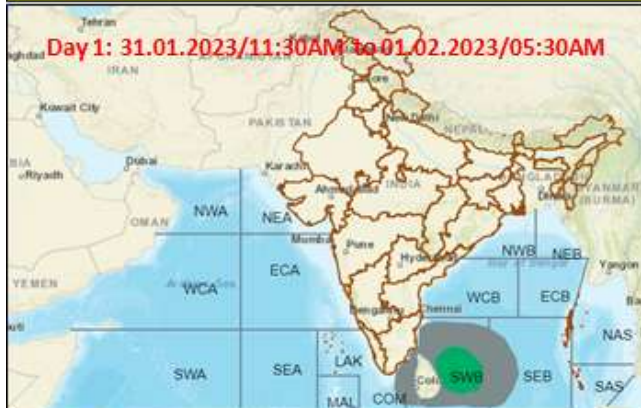 Tehran
Day 1: 31.01.2023/11:30AM to 01.02.2023/05:30AM
IRAN
Kuwait City
PAKISTAN
New Delhi
NEPAL
Riyadh
Dubai
Karachi
Ahmedabad
INDIA
MYANMAR
(BURMA)
OMAN
NWA
NEA
Mumbai
Pune
Hyderabad
NWB
NEB
Yangon
YEMEN
WCA
ECA
WCB
ECB
Chennai
NAS
SWA
SEA
LAK
SWB
SEB
SAS
MAL
COM